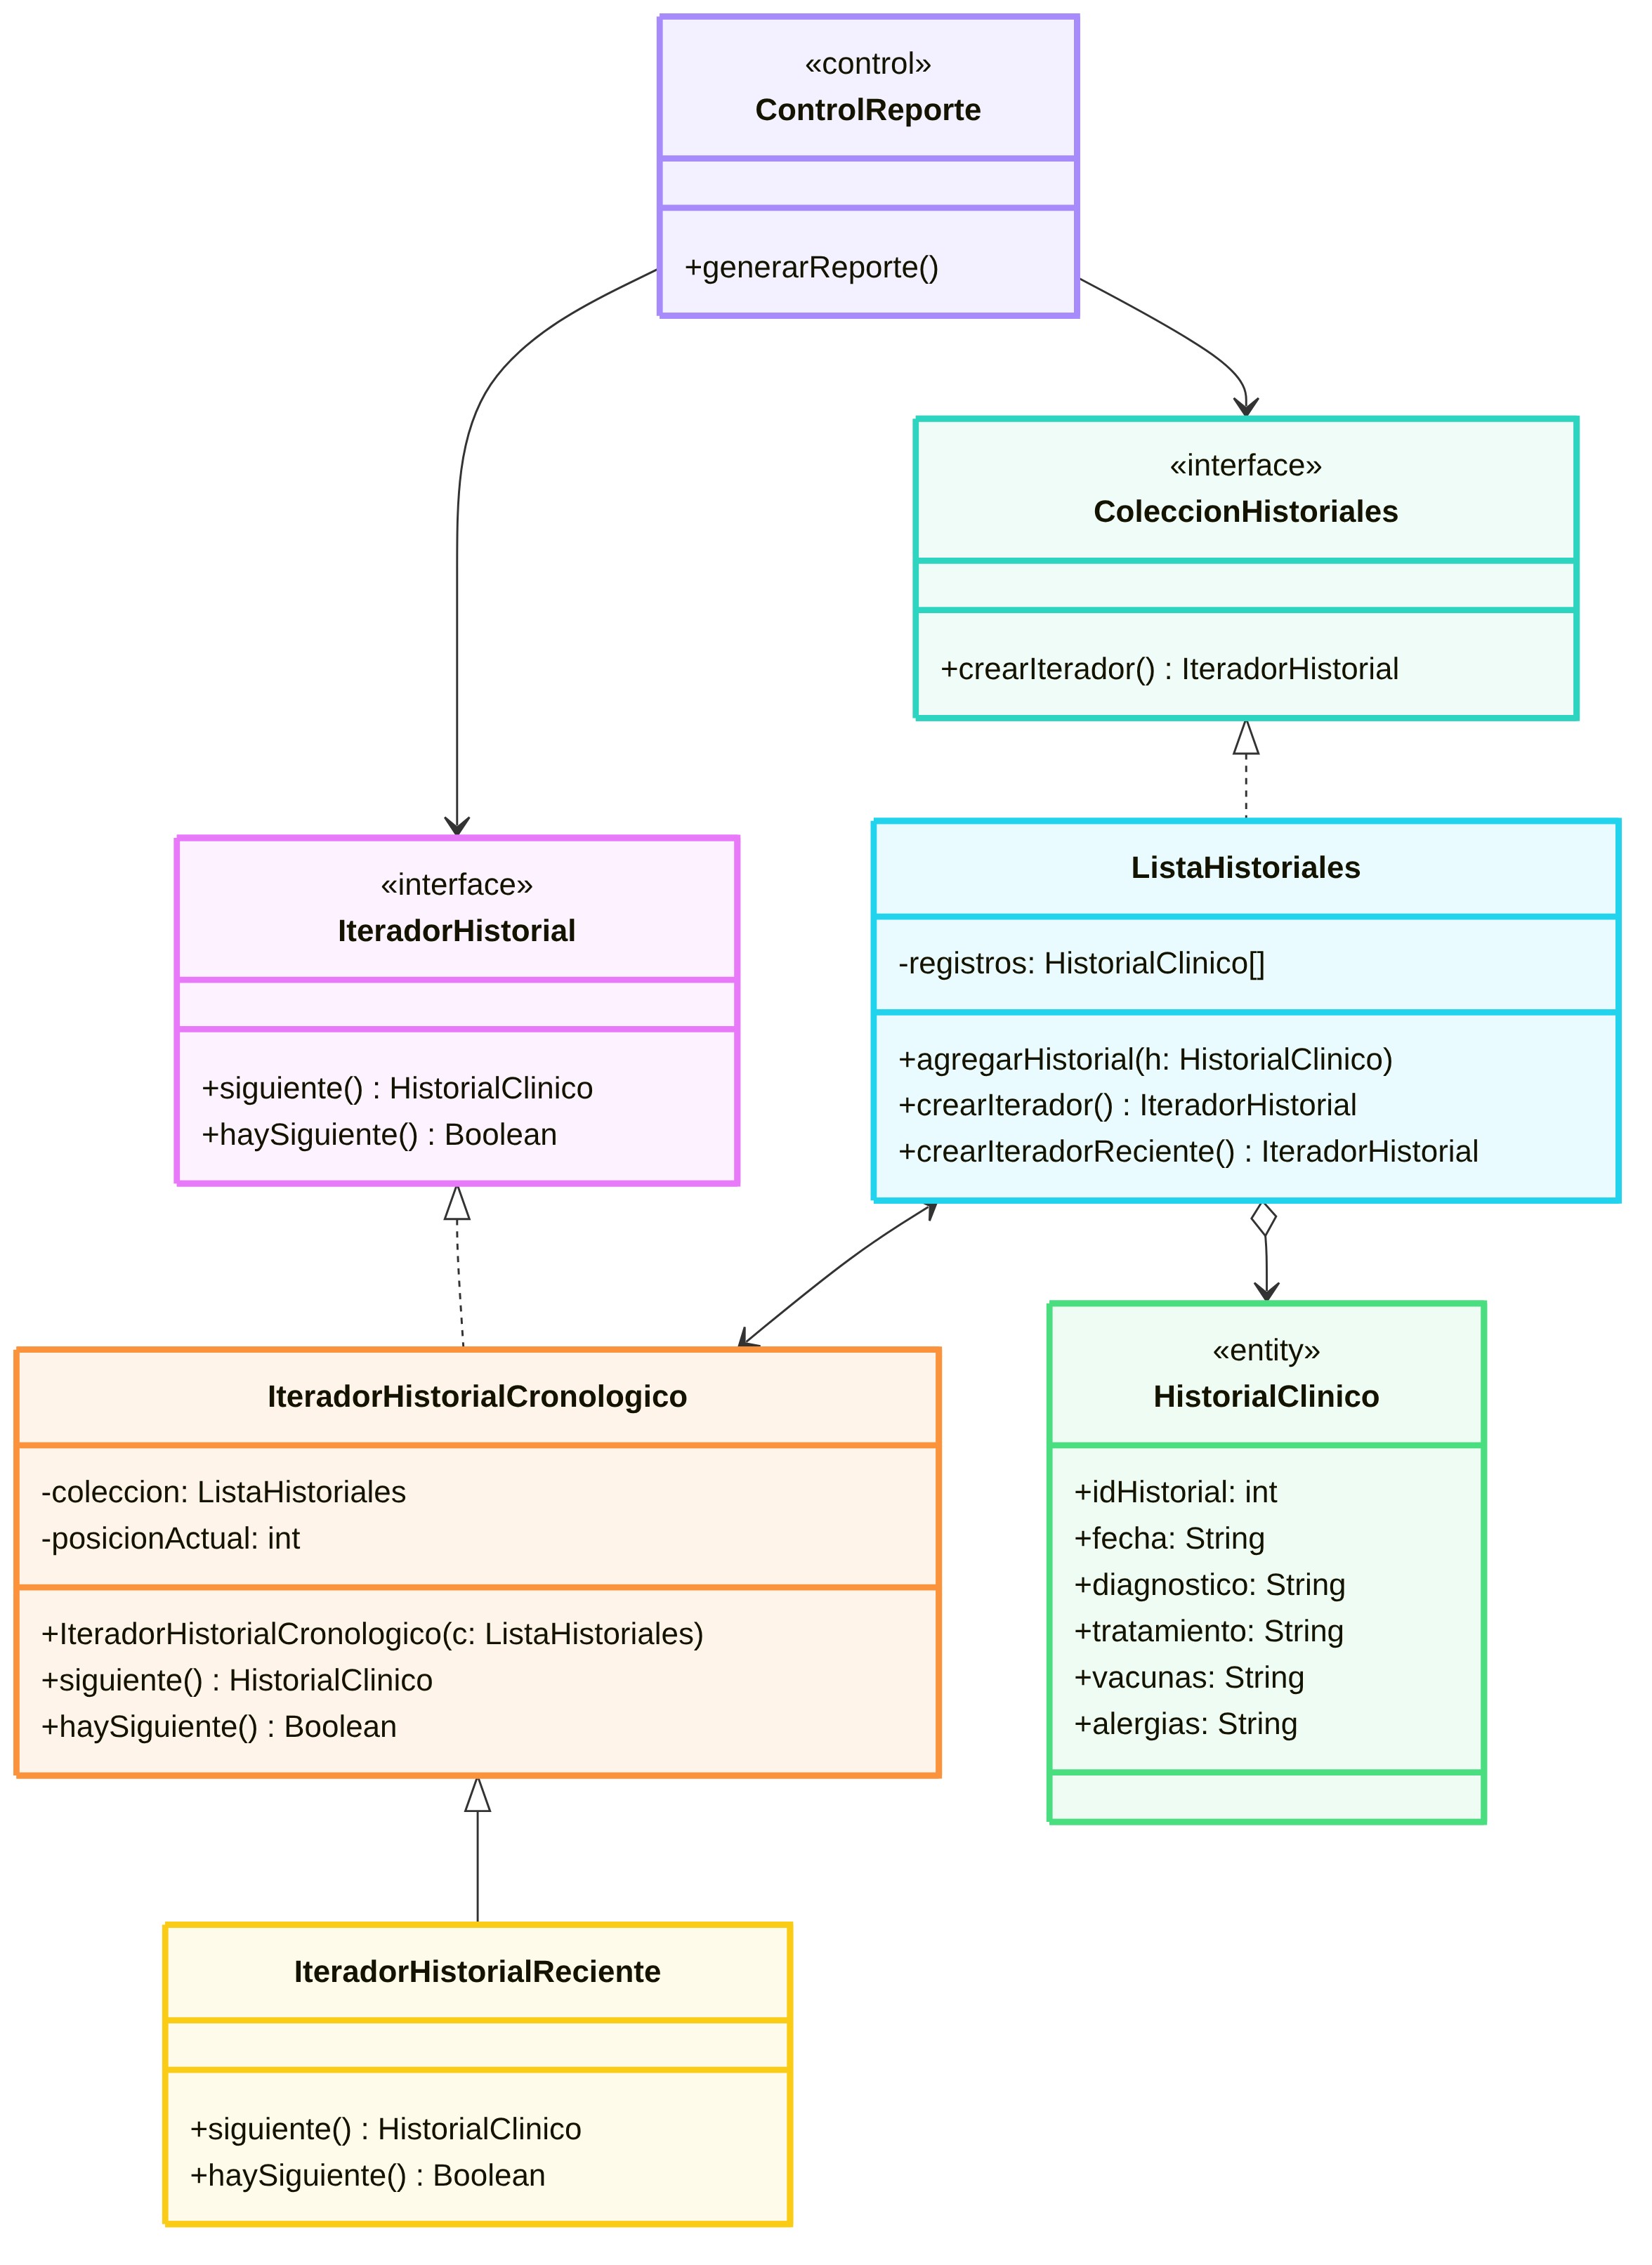 «control»
ControlReporte
+generarReporte()
«interface»
ColeccionHistoriales
+crearIterador() : IteradorHistorial
«interface»
IteradorHistorial
+siguiente() : HistorialClinico
+haySiguiente() : Boolean
ListaHistoriales
-registros: HistorialClinico[]
+agregarHistorial(h: HistorialClinico)
+crearIterador() : IteradorHistorial
+crearIteradorReciente() : IteradorHistorial
IteradorHistorialCronologico
-coleccion: ListaHistoriales
-posicionActual: int
+IteradorHistorialCronologico(c: ListaHistoriales)
+siguiente() : HistorialClinico
+haySiguiente() : Boolean
«entity»
HistorialClinico
+idHistorial: int
+fecha: String
+diagnostico: String
+tratamiento: String
+vacunas: String
+alergias: String
IteradorHistorialReciente
+siguiente() : HistorialClinico
+haySiguiente() : Boolean